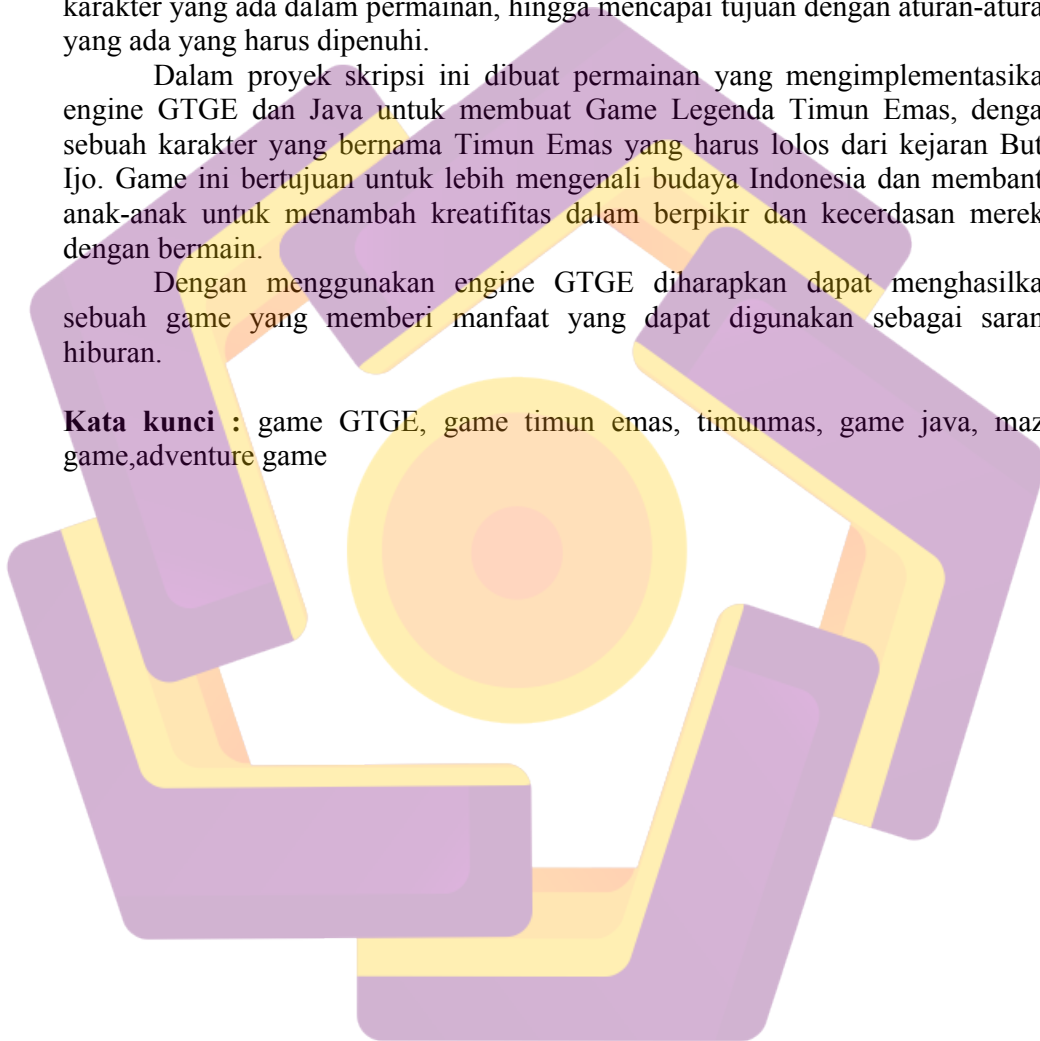 karakter yang ada dalam permainan, hingga mencapai tujuan dengan aturan-atura
yang ada yang harus dipenuhi.
Dalam proyek skripsi ini dibuat permainan yang mengimplementasika
engine GTGE dan Java untuk membuat Game Legenda Timun Emas, denga
sebuah karakter yang bernama Timun Emas yang harus lolos dari kejaran But
Ijo. Game ini bertujuan untuk lebih mengenali budaya Indonesia dan membant
anak-anak untuk menambah kreatifitas dalam berpikir dan kecerdasan merek
dengan bermain.
Dengan menggunakan engine GTGE diharapkan dapat menghasilka
sebuah game yang memberi manfaat yang dapat digunakan sebagai saran
hiburan.
Kata kunci : game GTGE, game timun emas, timunmas, game java, maz
game,adventure game